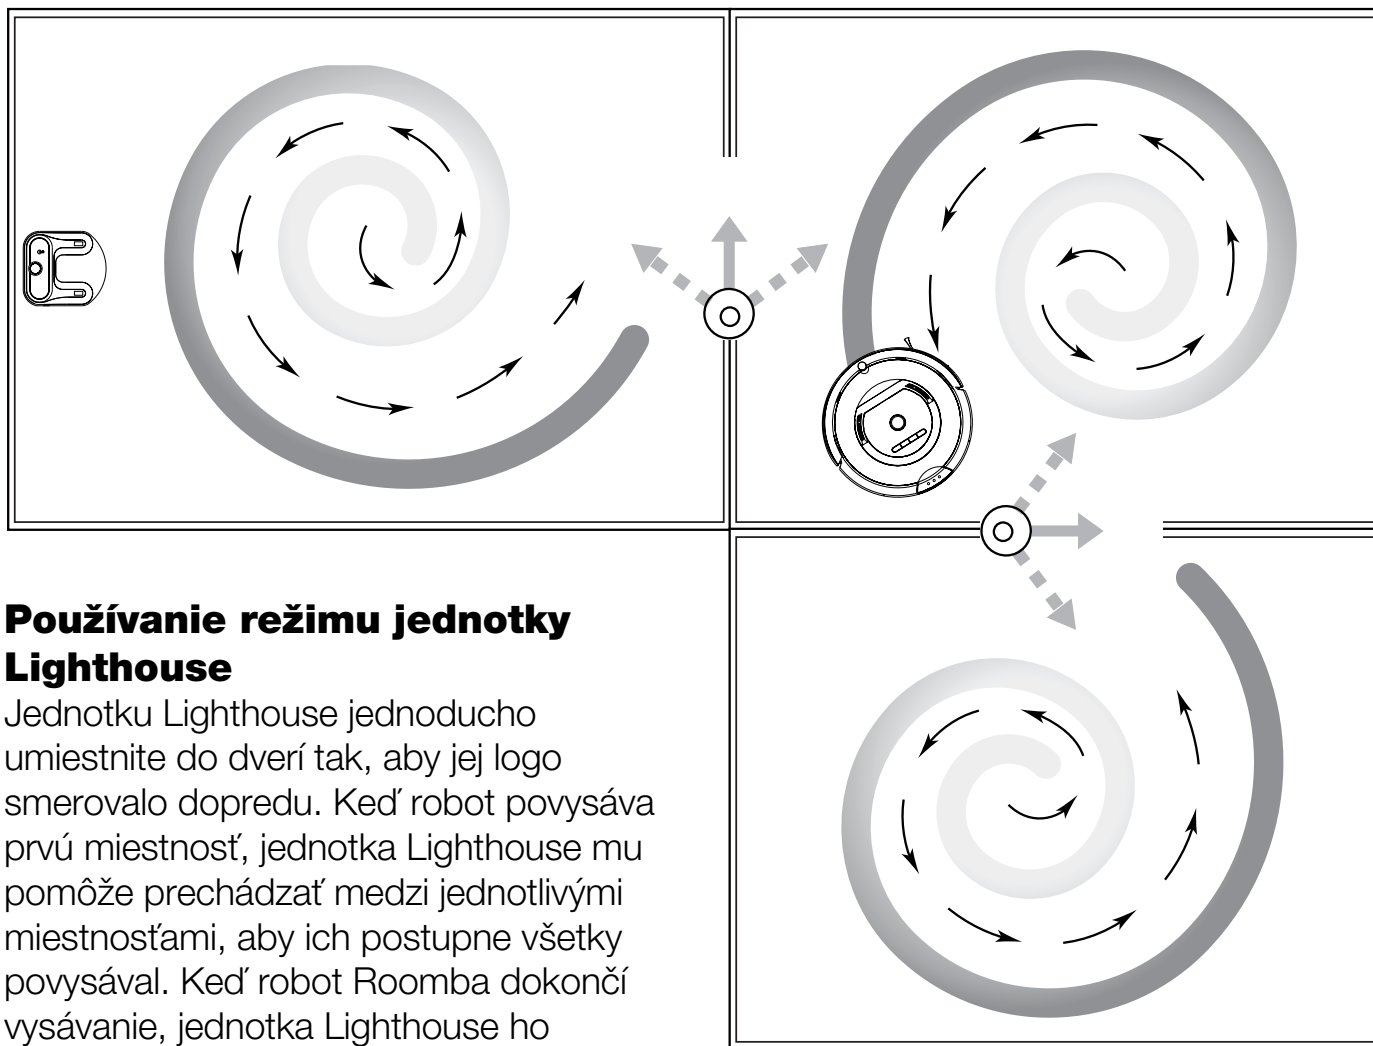 Používanie režimu jednotky
Lighthouse
Jednotku Lighthouse jednoducho
umiestnite do dverí tak, aby jej logo
smerovalo dopredu. Keď robot povysáva
prvú miestnosť, jednotka Lighthouse mu
pomôže prechádzať medzi jednotlivými
miestnosťami, aby ich postupne všetky
povysával. Keď robot Roomba dokončí
vysávanie, jednotka Lighthouse ho